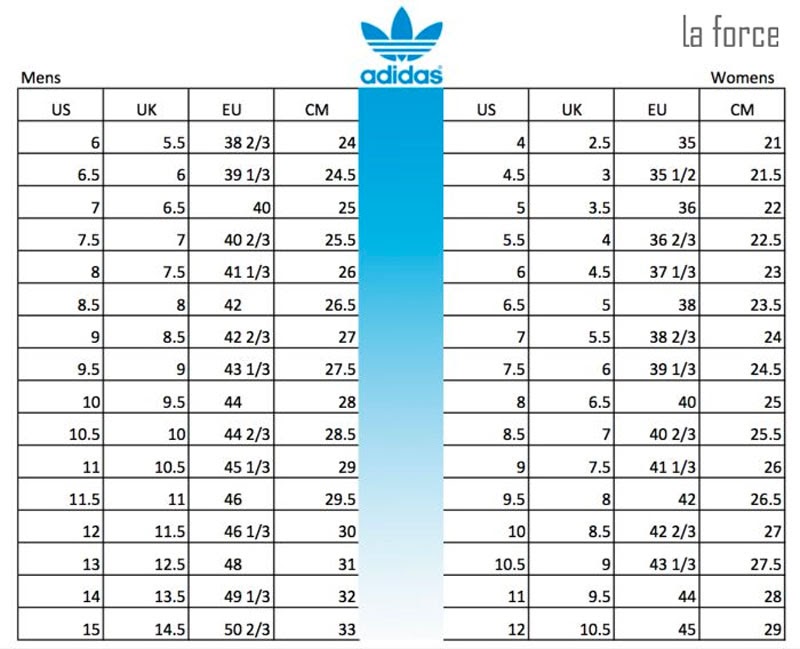 la force
adidas
Mens Womens
US UK EU CM US UK EU CM
6 5.5 38 2/3 24 4 2.5 35 21
6.5 6 39 1/3 24.5 4.5 3 35 1/2 21.5
7 6.5 40 25 5 3.5 36 22
7.5 7 40 2/3 25.5 5.5 4 36 2/3 22.5
8 7.5 41 1/3 26 6 4.5 37 1/3 23
8.5 8 42 26.5 6.5 5 38 23.5
9 8.5 42 2/3 27 7 5.5 38 2/3 24
9.5 9 43 1/3 27.5 7.5 6 39 1/3 24.5
10 9.5 44 28 8 6.5 40 25
10.5 10 44 2/3 28.5 8.5 7 40 2/3 25.5
11 10.5 45 1/3 29 9 7.5 41 1/3 26
11.5 11 46 29.5 9.5 8 42 26.5
12 11.5 46 1/3 30 10 8.5 42 2/3 27
13 12.5 48 31 10.5 9 43 1/3 27.5
14 13.5 49 1/3 32 11 9.5 44 28
15 14.5 50 2/3 33 12 10.5 45 29